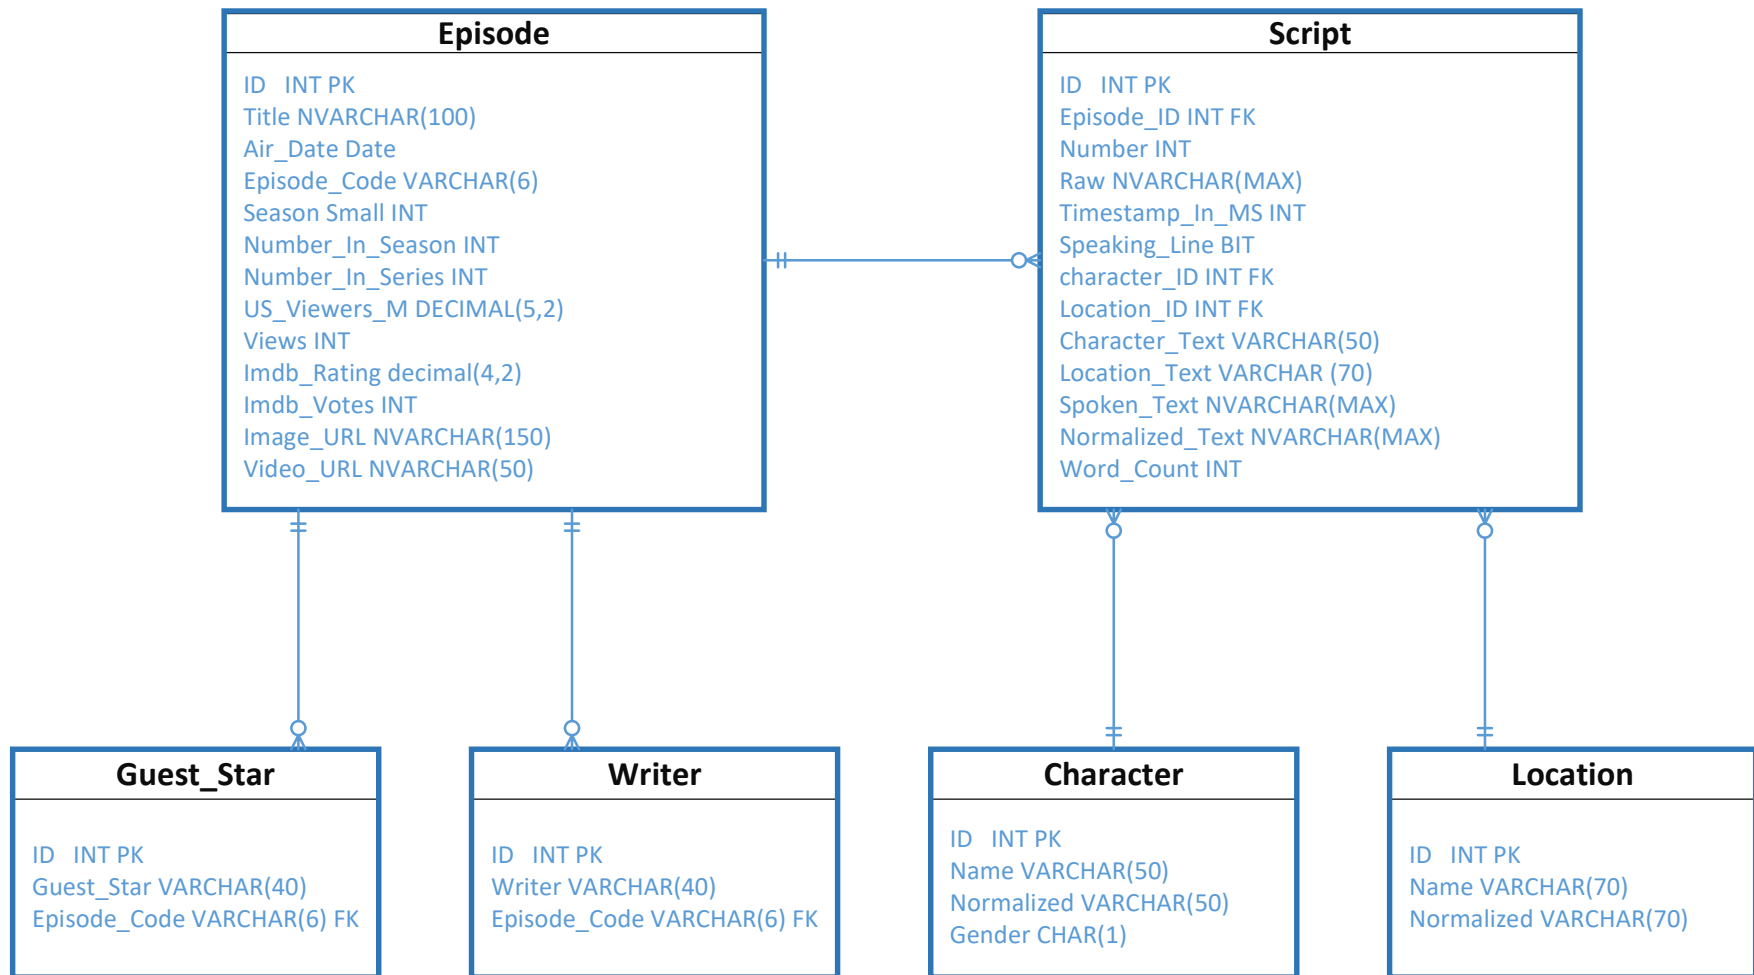 Episode
ID   INT PK
Title NVARCHAR(100)
Air_Date Date
Episode_Code VARCHAR(6)
Season Small INT
Number_In_Season INT
Number_In_Series INT
US_Viewers_M DECIMAL(5,2)
Views INT
Imdb_Rating decimal(4,2)
Imdb_Votes INT
Image_URL NVARCHAR(150)
Video_URL NVARCHAR(50)
Script
ID   INT PK
Episode_ID INT FK
Number INT
Raw NVARCHAR(MAX)
Timestamp_In_MS INT
Speaking_Line BIT
character_ID INT FK
Location_ID INT FK
Character_Text VARCHAR(50)
Location_Text VARCHAR (70)
Spoken_Text NVARCHAR(MAX)
Normalized_Text NVARCHAR(MAX)
Word_Count INT
Guest_Star
ID   INT PK
Guest_Star VARCHAR(40)
Episode_Code VARCHAR(6) FK
Writer
ID   INT PK
Writer VARCHAR(40)
Episode_Code VARCHAR(6) FK
Character
ID   INT PK
Name VARCHAR(50)
Normalized VARCHAR(50)
Gender CHAR(1)
Location
ID   INT PK
Name VARCHAR(70)
Normalized VARCHAR(70)